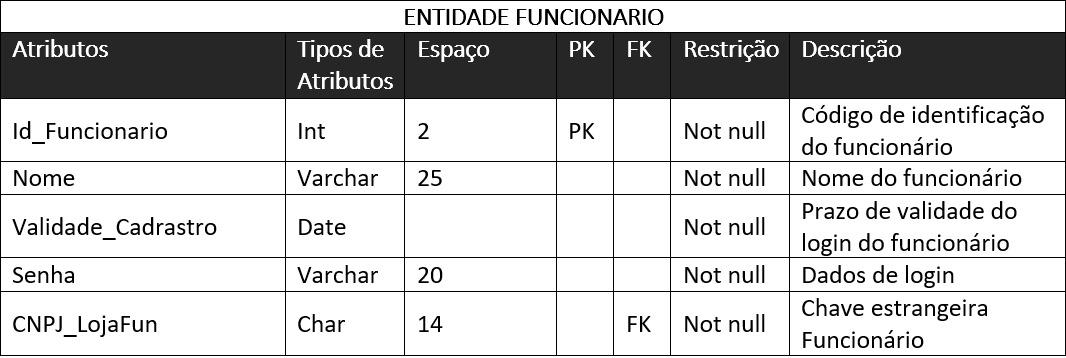 ENTIDADE FUNCIONARIO
Atributos Tipos de Atributos Espaço PK FK Restrição Descrição
Id_Funcionario Int 2 PK Not null Código de identificação do funcionário
Nome Varchar 25 Not null Nome do funcionário
Validade_Cadrastro Date Not null Prazo de validade do login do funcionário
Senha Varchar 20 Not null Dados de login
CNPJ_LojaFun Char 14 FK Not null Chave estrangeira Funcionário